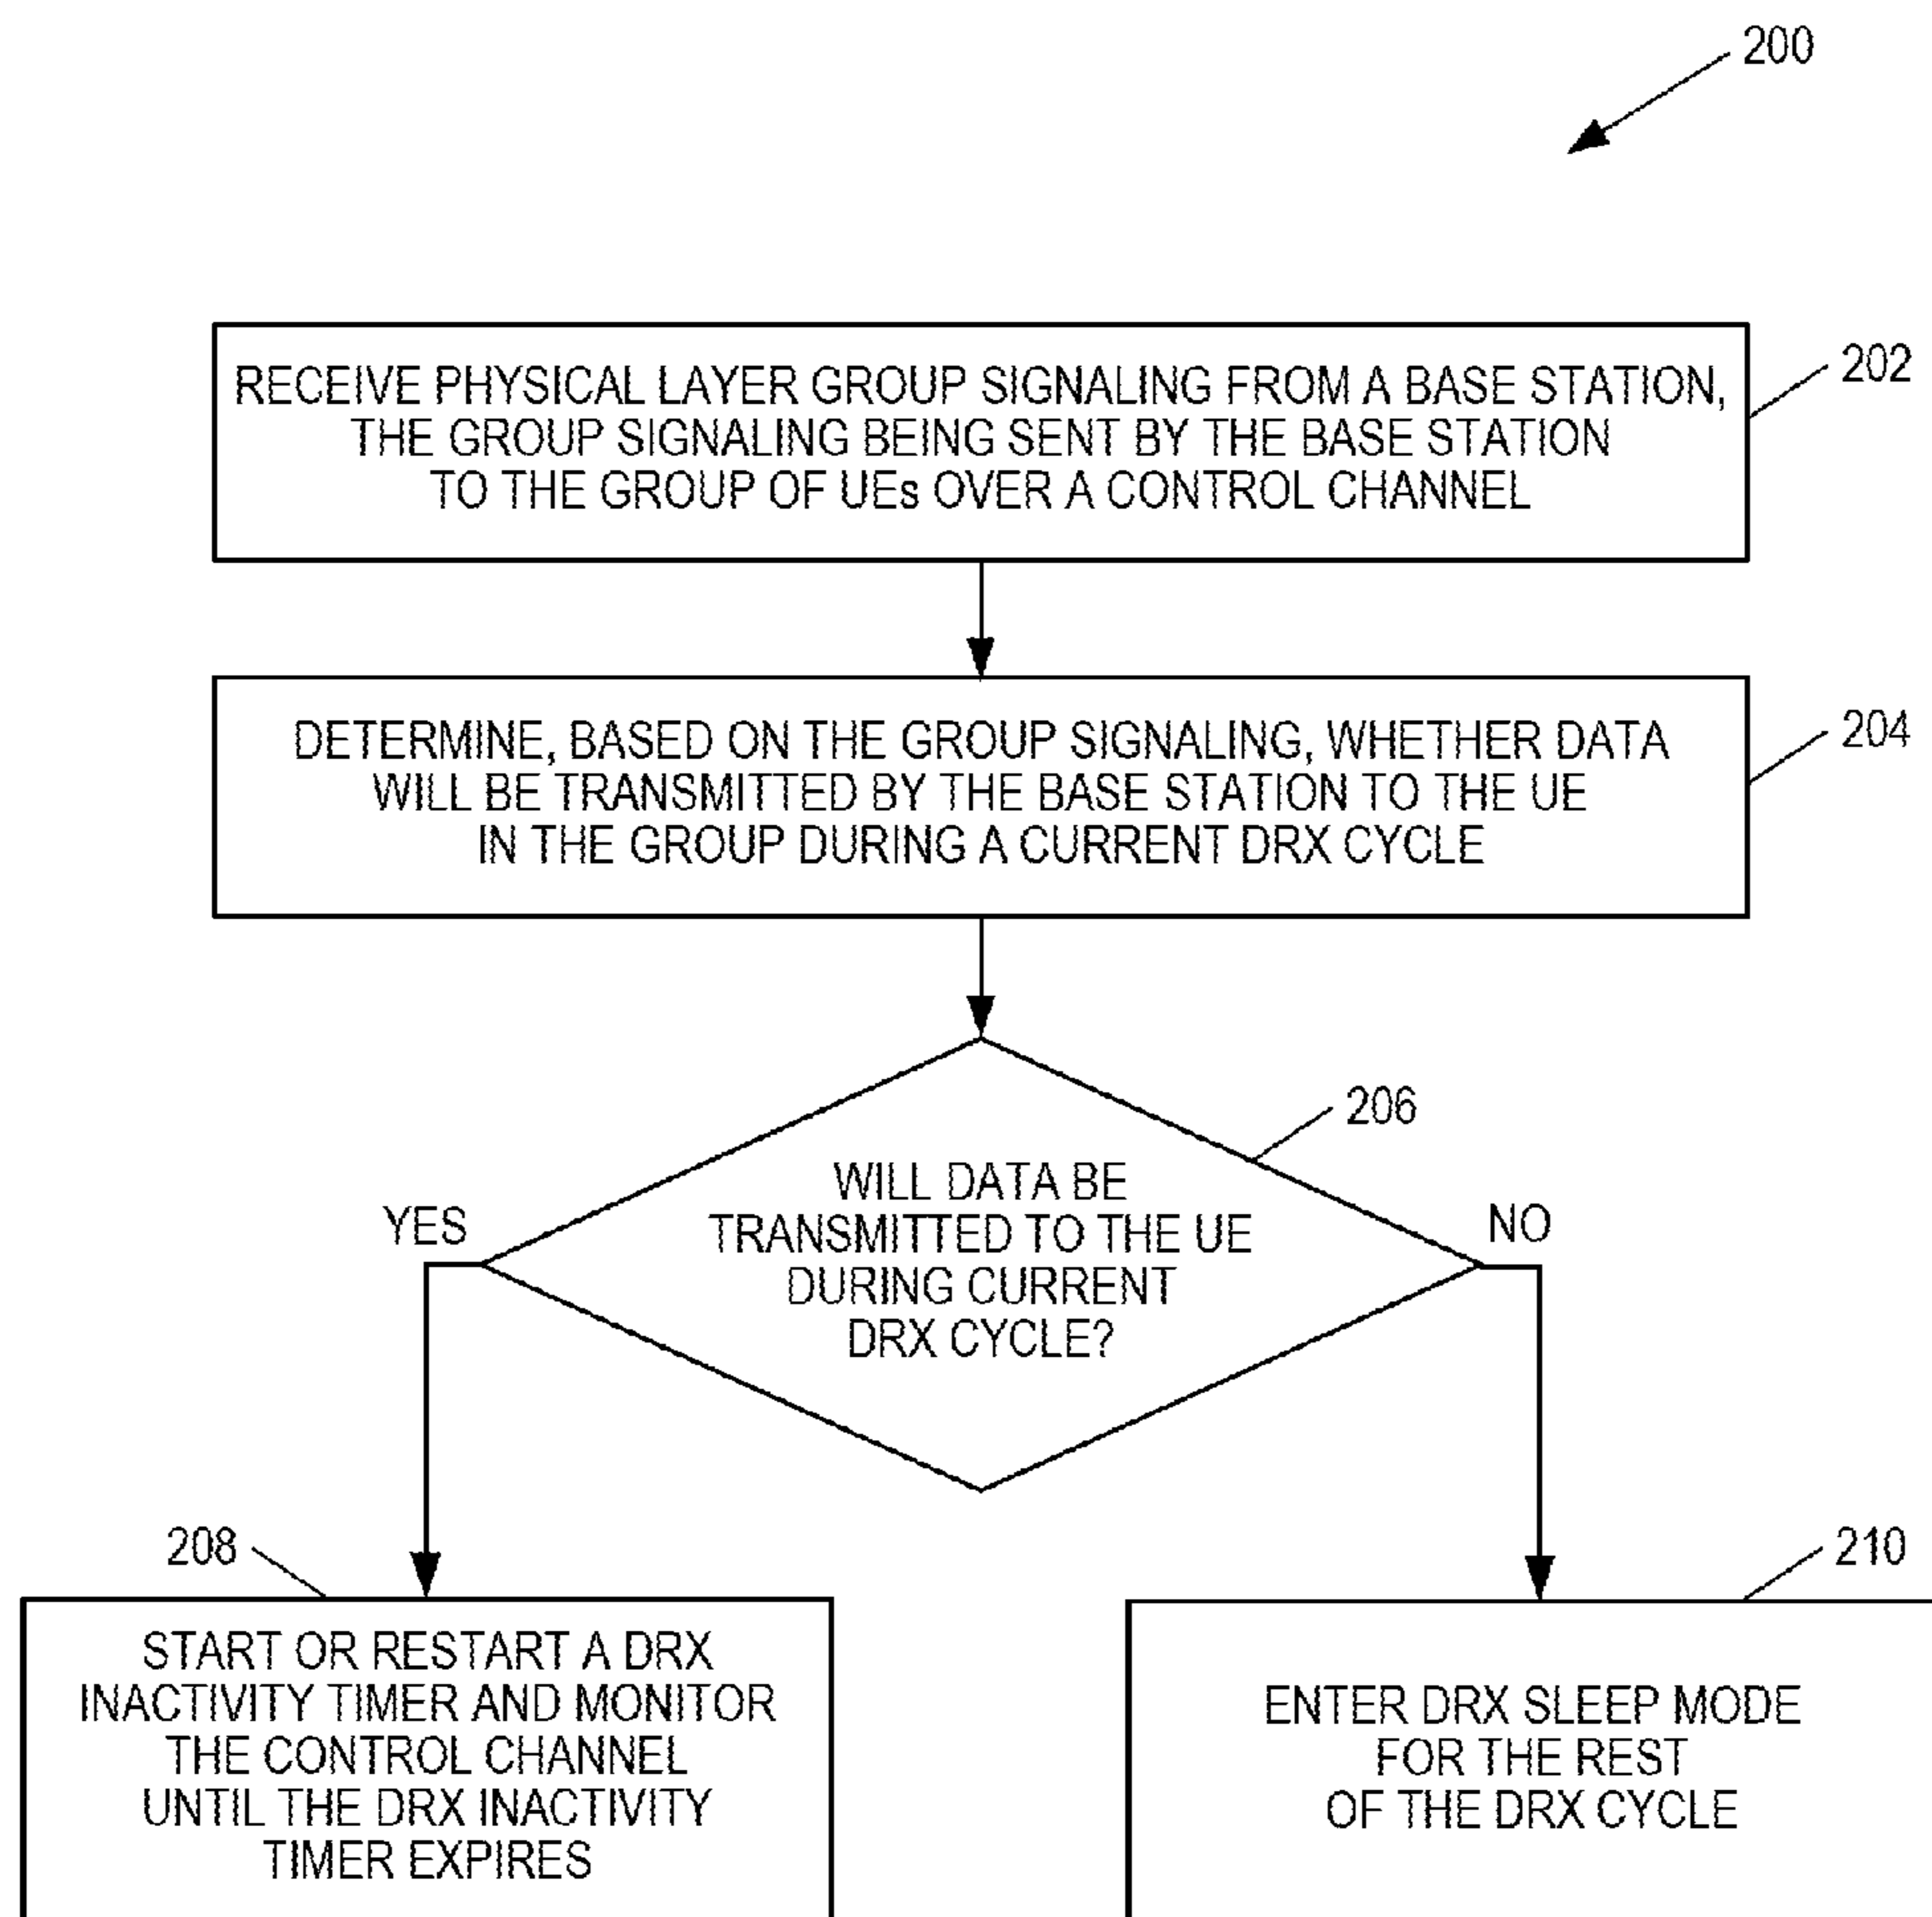 200
RECEIVE PHYSICAL LAYER GROUP SIGNALING FROM A BASE STATION,
THE GROUP SIGNALING BEING SENT BY THE BASE STATION
TO THE GROUP OF UEs OVER A CONTROL CHANNEL
202
DETERMINE, BASED ON THE GROUP SIGNALING, WHETHER DATA
WILL BE TRANSMITTED BY THE BASE STATION TO THE UE
IN THE GROUP DURING A CURRENT DRX CYCLE
204
206
WILL DATA BE
TRANSMITTED TO THE UE
DURING CURRENT
DRX CYCLE?
YES
NO
208
START OR RESTART A DRX
INACTIVITY TIMER AND MONITOR
THE CONTROL CHANNEL
UNTIL THE DRX INACTIVITY
TIMER EXPIRES
210
ENTER DRX SLEEP MODE
FOR THE REST
OF THE DRX CYCLE